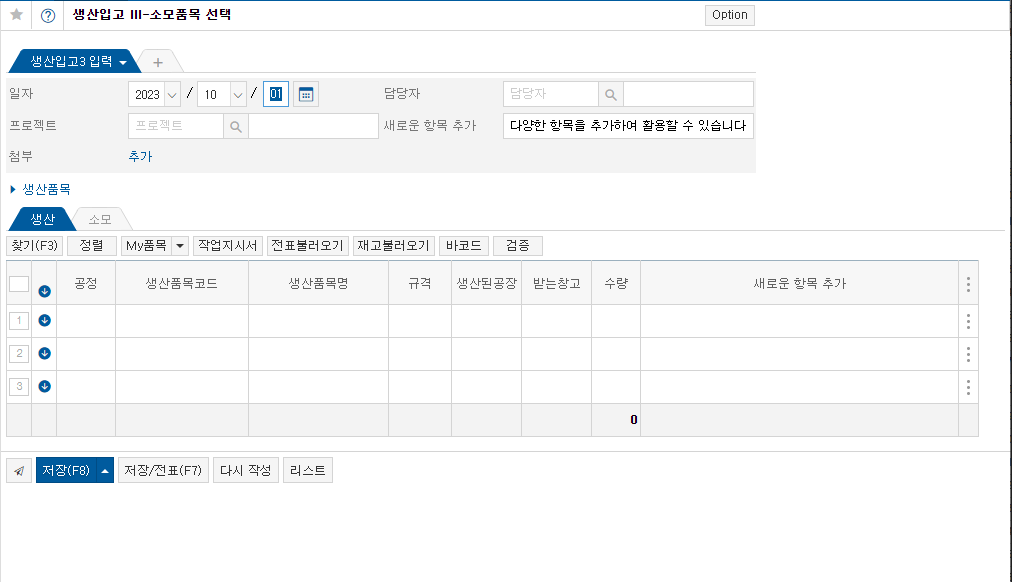 생산입고 III-소모품목 선택
Option
생산입고3 입력
+
일자 2023 / 10 / 01 담당자 담당자
프로젝트 프로젝트 새로운 항목 추가 다양한 항목을 추가하여 활용할 수 있습니다
첨부 추가
생산품목
생산 소모
찾기(F3) 정렬 My품목 작업지시서 전표불러오기 재고불러오기 바코드 검증
공정 생산품목코드 생산품목명 규격 생산된공장 받는창고 수량 새로운 항목 추가
1
2
3
0
저장(F8) 저장/전표(F7) 다시 작성 리스트